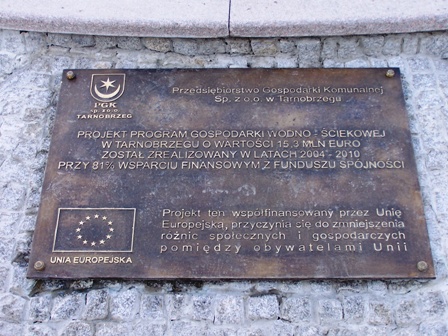 PGK
sp. z o.o.
TARNOBRZEG
Przedsiębiorstwo Gospodarki Komunalnej
Sp. z o.o. w Tarnobrzegu
PROJEKT PROGRAM GOSPODARKI WODNO - ŚCIEKOWEJ
W TARNOBRZEGU O WARTOŚCI 15,3 MLN EURO
ZOSTAŁ ZREALIZOWANY W LATACH 2004 - 2010
PRZY 81% WSPARCIU FINANSOWYM Z FUNDUSZU SPÓJNOŚCI
Projekt ten współfinansowany przez Unię
Europejską, przyczynia się do zmniejszenia
różnic społecznych i gospodarczych
pomiędzy obywatelami Unii
UNIA EUROPEJSKA